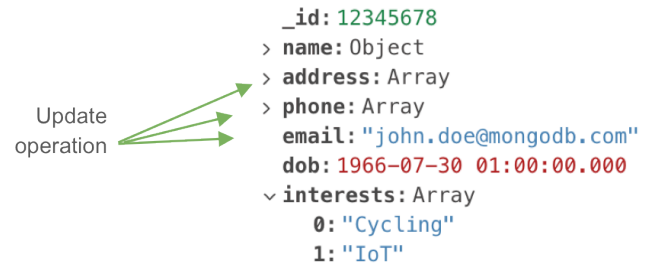 _id: 12345678
> name: Object
> address: Array
> phone: Array
email: "john.doe@mongodb.com"
dob: 1966-07-30 01:00:00.000
interests: Array
0: "Cycling"
1: "IoT"
Update
operation